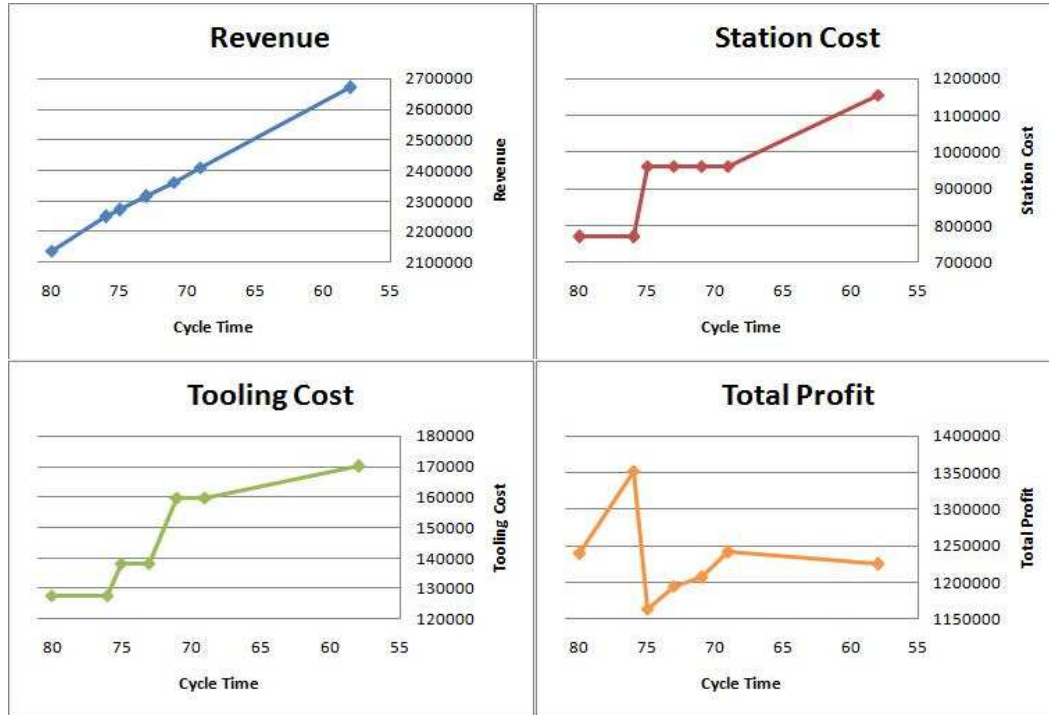 Revenue
2700000
2600000
2500000
2400000
2300000
2200000
2100000
Revenue
80 75 70 65 60 55
Cycle Time
Station Cost
1200000
1100000
1000000
900000
800000
700000
Station Cost
80 75 70 65 60 55
Cycle Time
Tooling Cost
180000
170000
160000
150000
140000
130000
120000
Tooling Cost
80 75 70 65 60 55
Cycle Time
Total Profit
1400000
1350000
1300000
1250000
1200000
1150000
Total Profit
80 75 70 65 60 55
Cycle Time